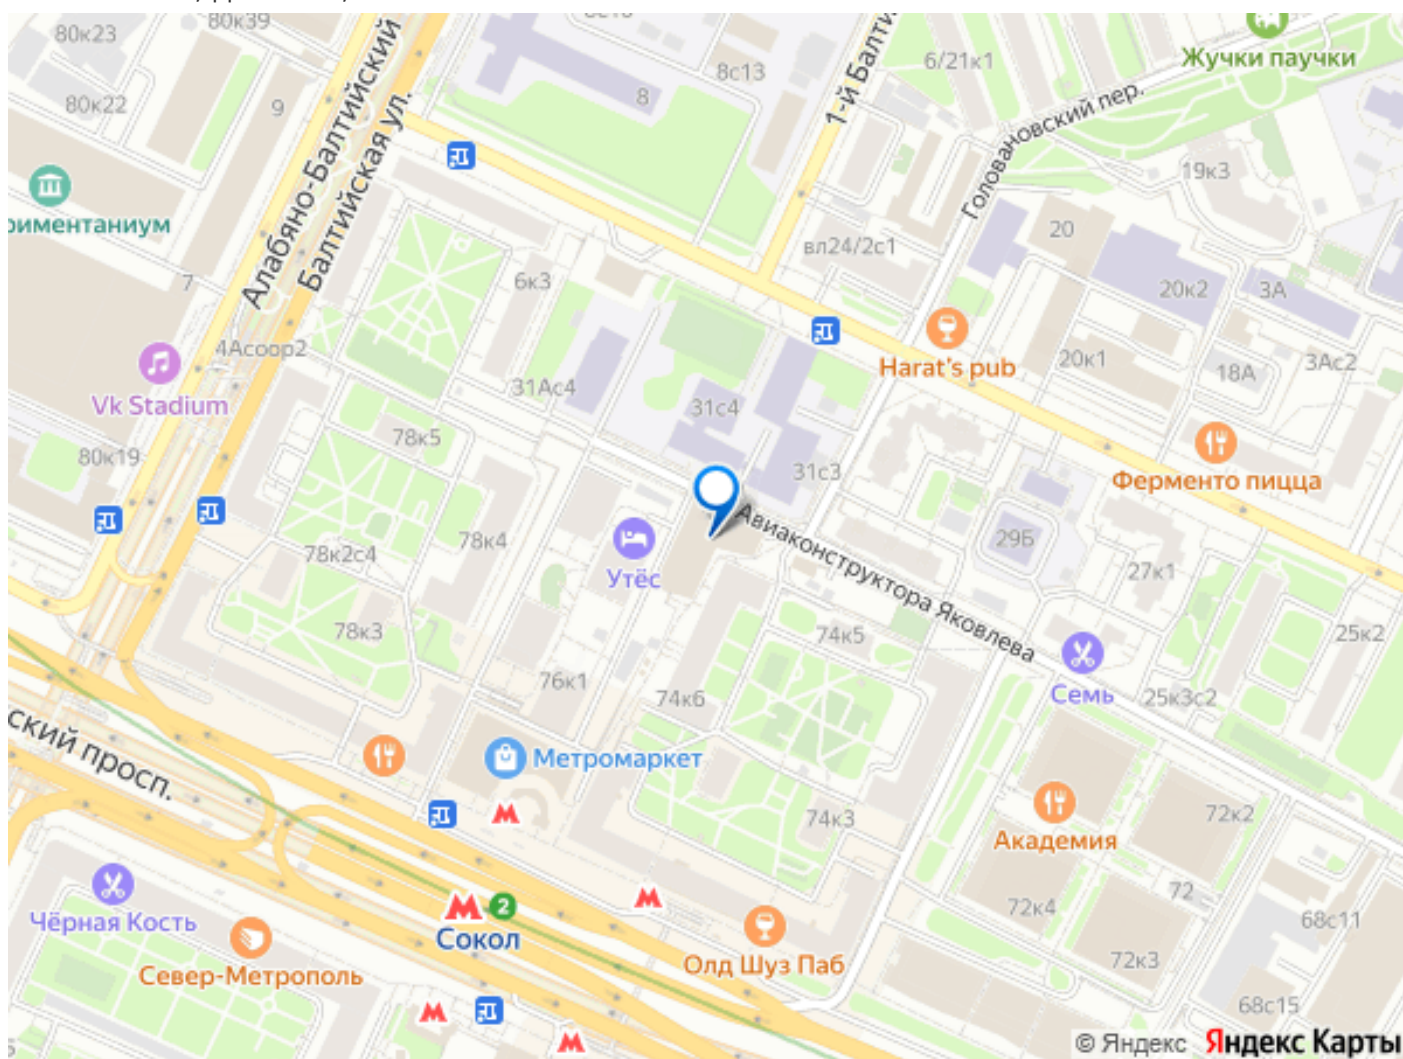 80к23
80к39
8с13
6/21к1
Жучки паучки
80к22
9
8
1-й Балти
Головановский пер.
Алабяно-Балтийский
Балтийская ул.
19к3
риментаниум
20
вл24/2с1
7
6к3
20к2
3А
4Асоор2
Harat's pub
20к1
18А
3Ас2
Vk Stadium
31Ас4
31с4
78к5
80к19
31с3
Ферменто пицца
Авиаконструктора Яковлева
78к2с4
78к4
29Б
Утёс
27к1
78к3
74к5
25к2
76к1
74к6
Семь
25к3с2
ский просп.
Метромаркет
74к3
72к2
Академия
72
72к4
68с11
Чёрная Кость
2
Сокол
Север-Метрополь
Олд Шуз Паб
72к3
68с15
© Яндекс Яндекс Карты